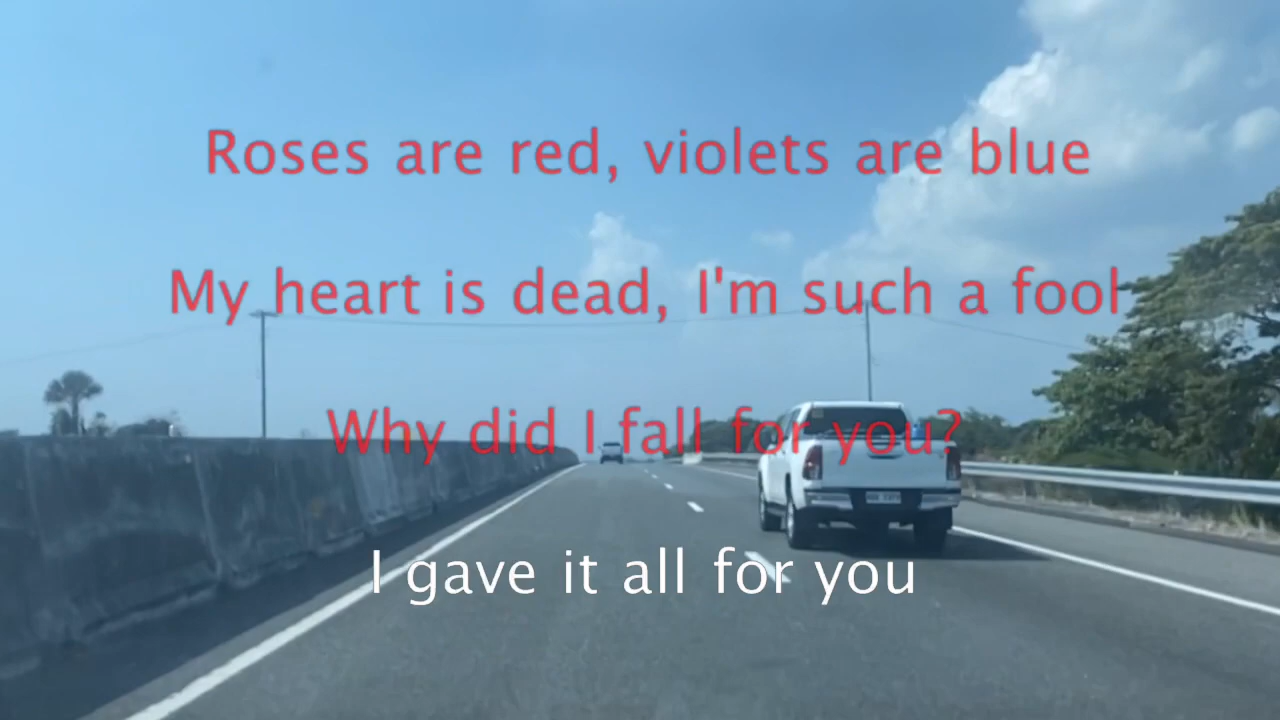 Roses are red, violets are blue
My heart is dead, I'm such a fool
Why did I fall for you?
I gave it all for you